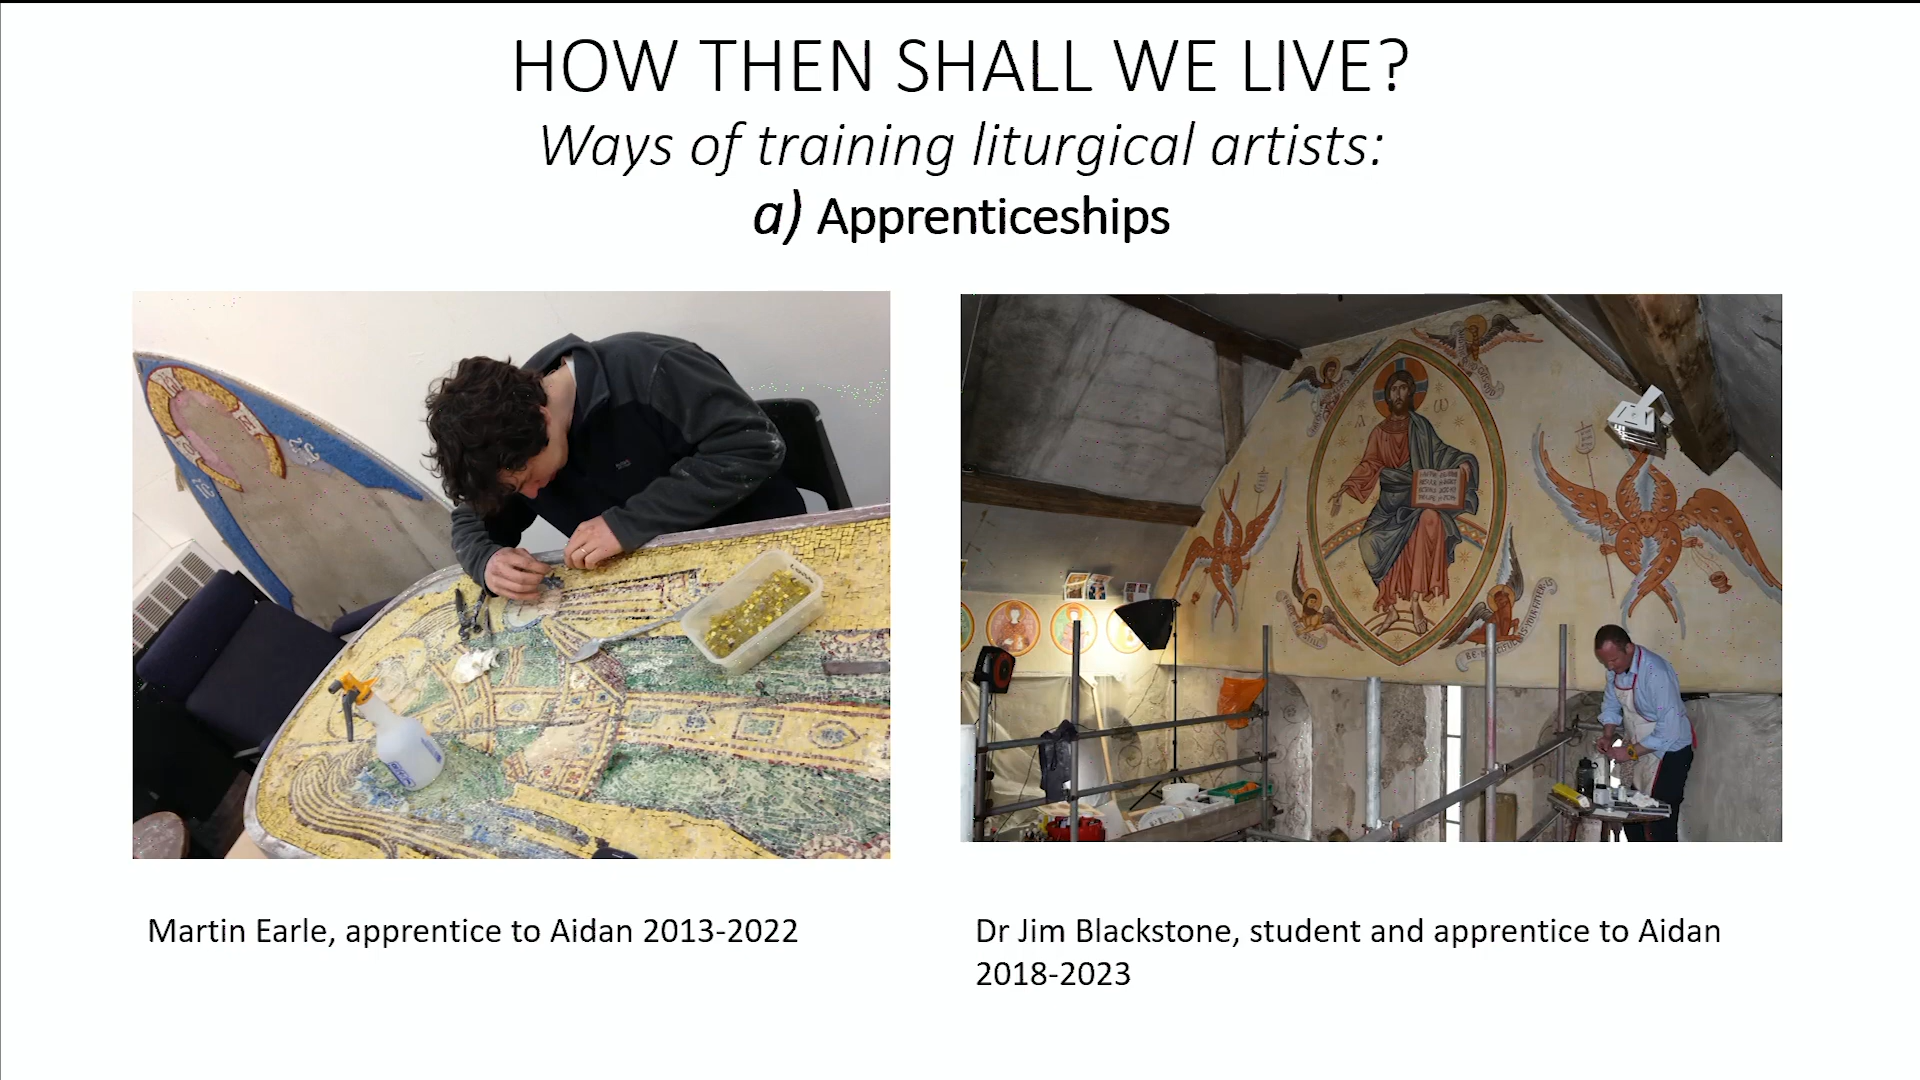 HOW THEN SHALL WE LIVE?
Ways of training liturgical artists:
a) Apprenticeships
Martin Earle, apprentice to Aidan 2013-2022
Dr Jim Blackstone, student and apprentice to Aidan
2018-2023